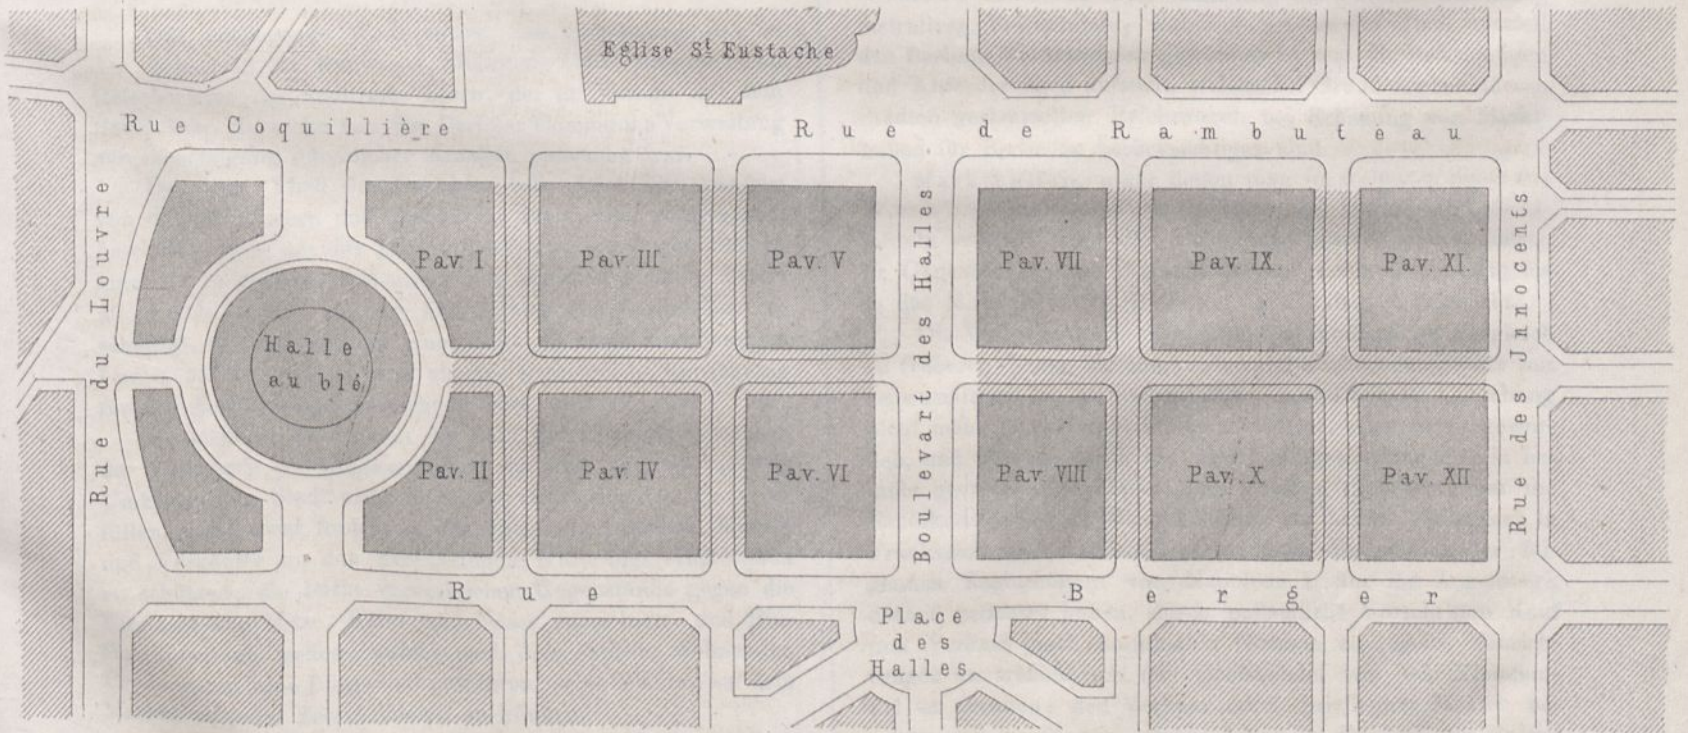 Eglise St Eustache
Rue Coquillière
Rue de Rambuteau
Rue du Louvre
Boulevart des Halles
Rue des Jnnocents
Pav. I
Pav. III
Pav. V
Pav. VII
Pav. IX.
Pav. XI.
Halle
au blé
Pav. II
Pav. IV
Pav. VI
Pav. VIII
Pav. X
Pav. XII
Rue Berger
Place
des
Halles